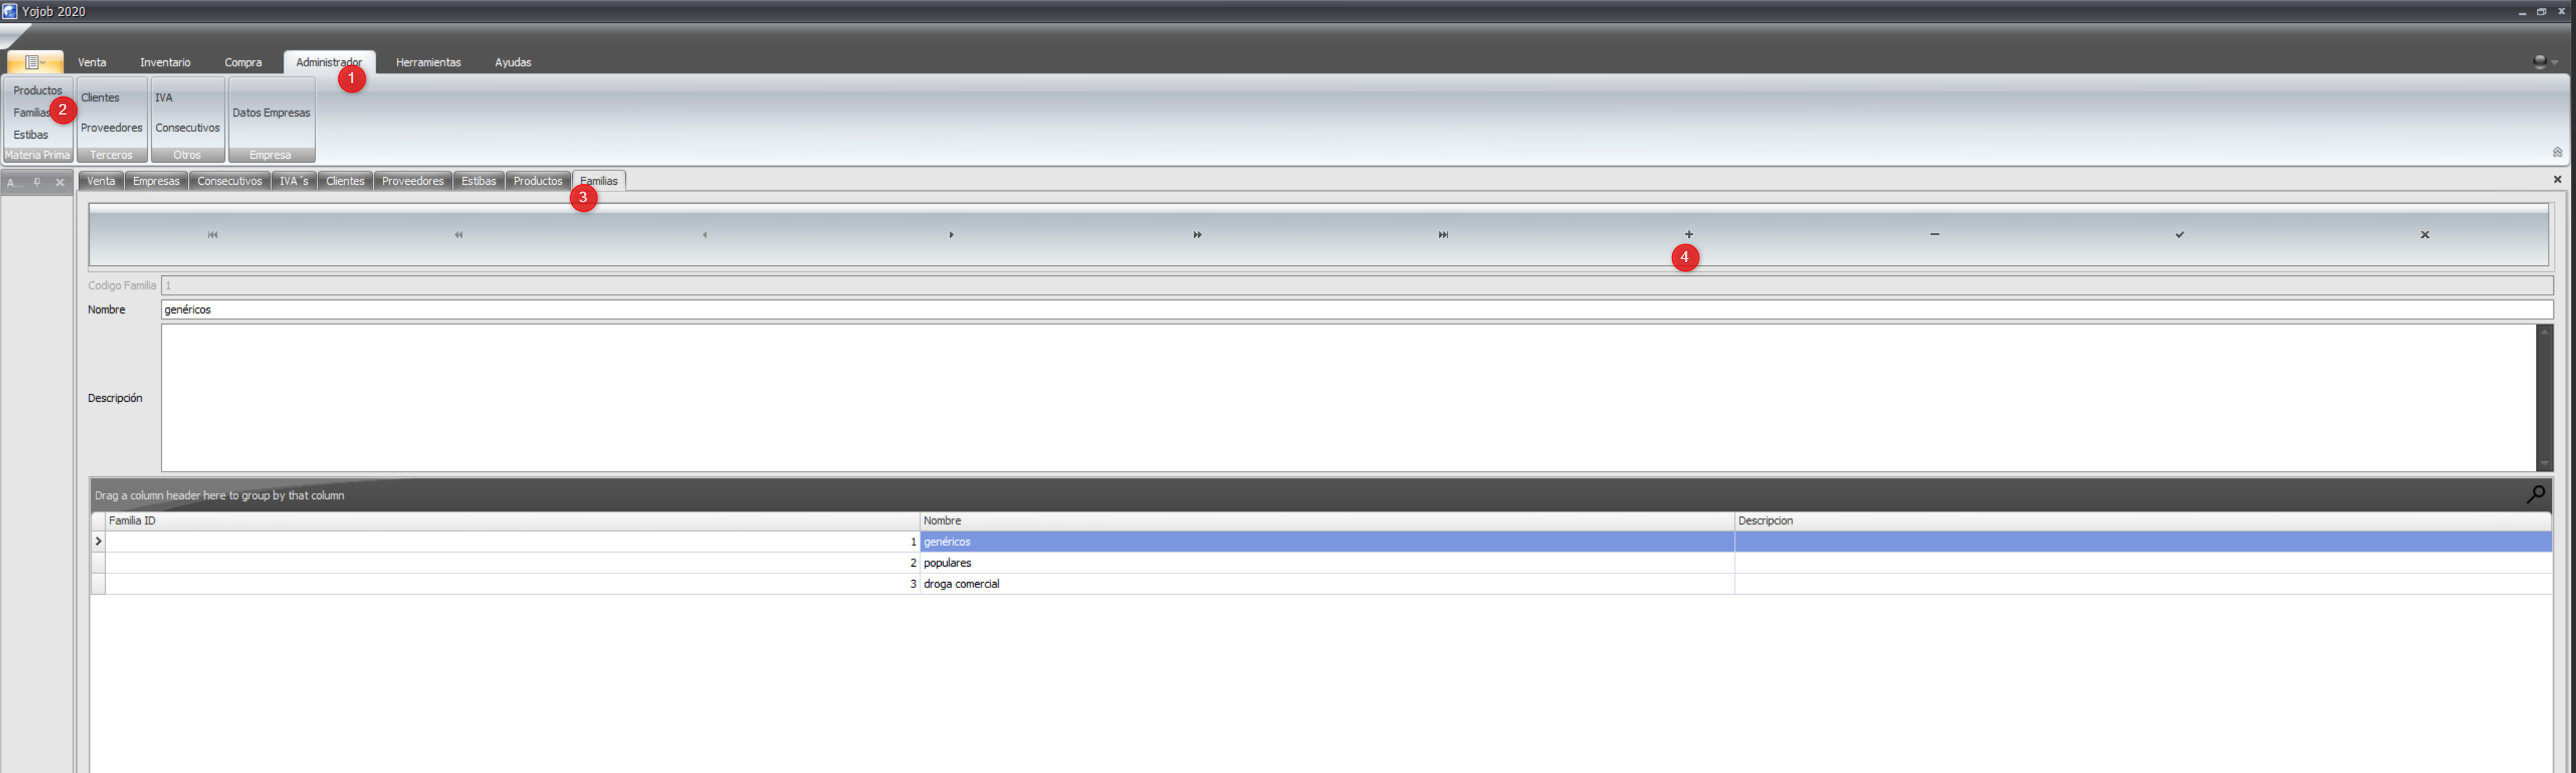 Yojob 2020
Venta Inventario Compra Administrador Herramientas Ayudas
1
Productos
Familias
2
Estibas
Materia Prima
Clientes
Proveedores
Terceros
IVA
Consecutivos
Otros
Datos Empresas
Empresa
A...
Venta Empresas Consecutivos IVA´s Clientes Proveedores Estibas Productos Familias
3
4
Codigo Familia 1
Nombre genéricos
Descripción
Drag a column header here to group by that column
Familia ID Nombre Descripcion
1 genéricos
2 populares
3 droga comercial